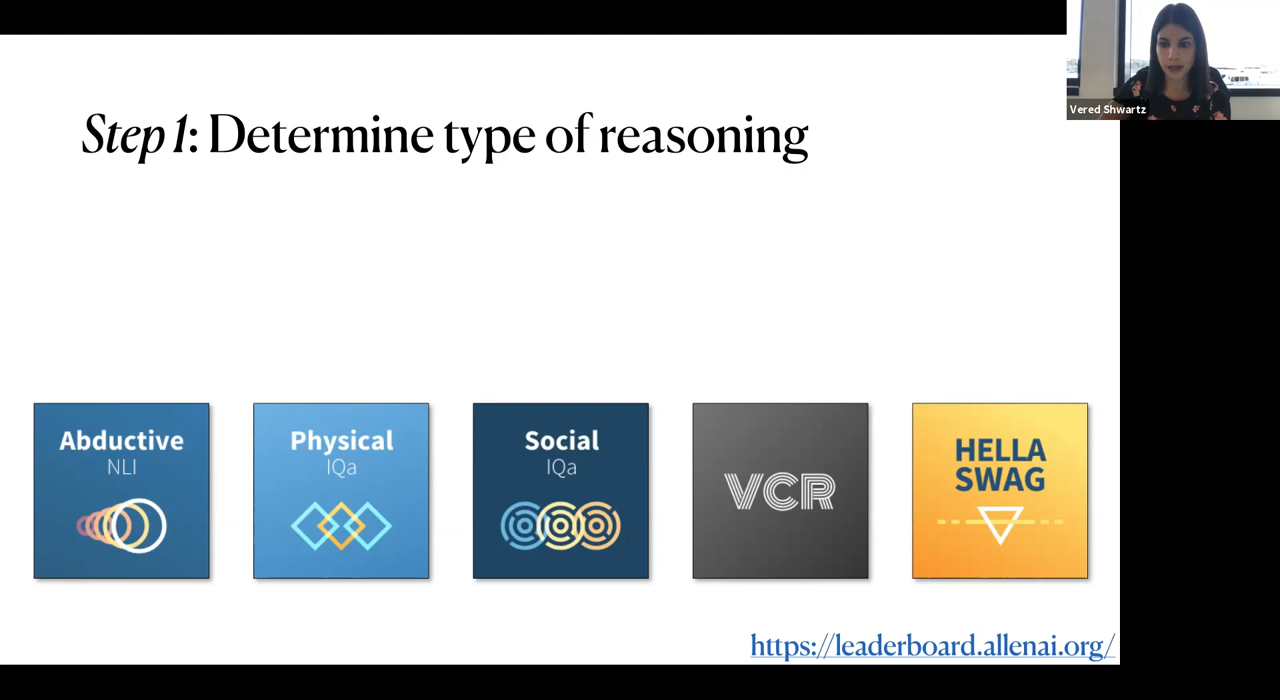 Vered Shwartz
Step 1: Determine type of reasoning
Abductive
NLI
Physical
IQa
Social
IQa
VCR
HELLA
SWAG
https://leaderboard.allenai.org/